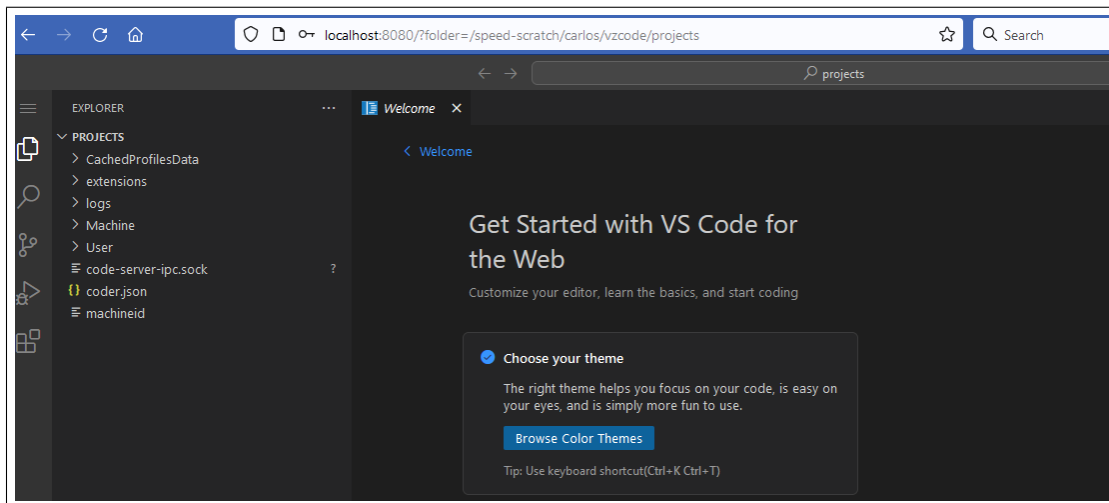 localhost:8080/?folder=/speed-scratch/carlos/vzcode/projects
Search
projects
EXPLORER
Welcome
PROJECTS
CachedProfilesData
extensions
logs
Machine
User
code-server-ipc.sock ?
{} coder.json
machineid
Welcome
Get Started with VS Code for
the Web
Customize your editor, learn the basics, and start coding
Choose your theme
The right theme helps you focus on your code, is easy on
your eyes, and is simply more fun to use.
Browse Color Themes
Tip: Use keyboard shortcut(Ctrl+K Ctrl+T)